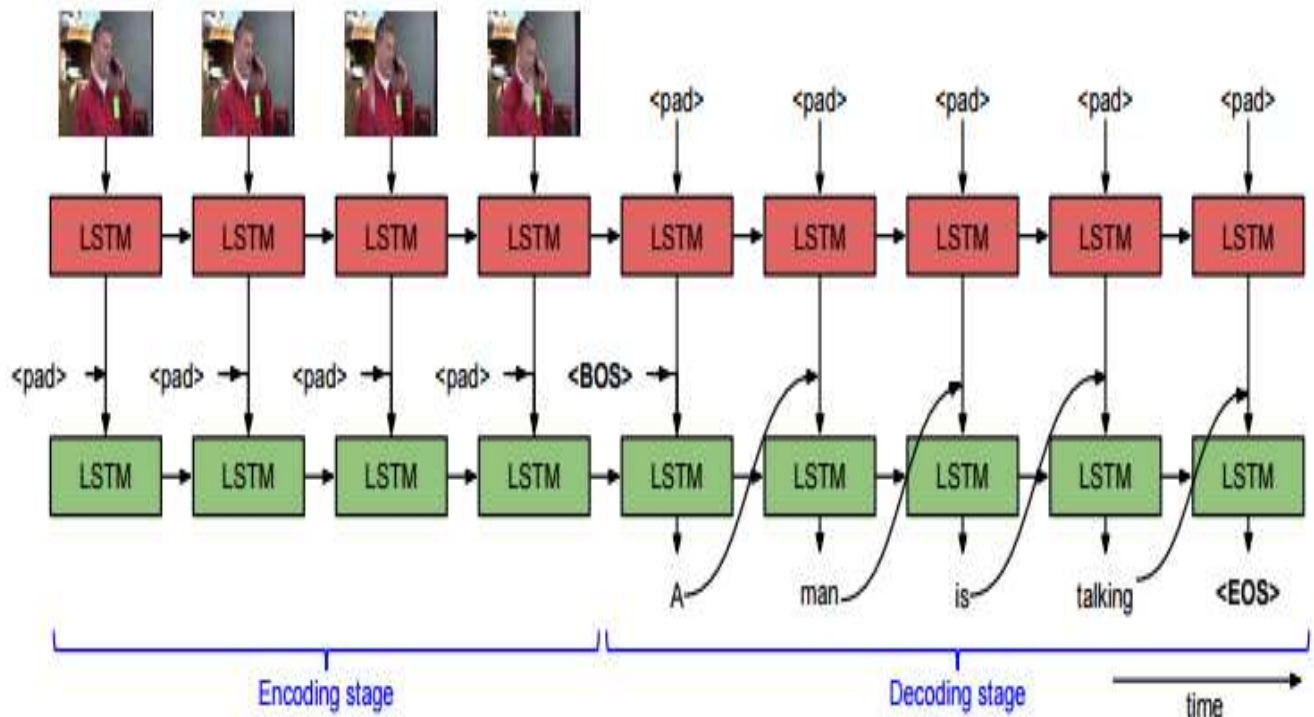 <pad> <pad> <pad> <pad> <pad>
LSTM LSTM LSTM LSTM LSTM LSTM LSTM LSTM LSTM
<pad> <pad> <pad> <pad> <BOS>
LSTM LSTM LSTM LSTM LSTM LSTM LSTM LSTM LSTM
A man is talking <EOS>
Encoding stage Decoding stage
time